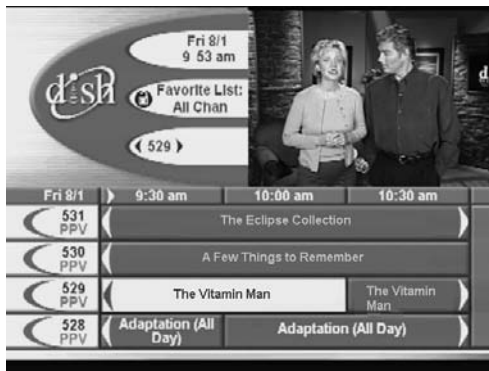 Fri 8/1
9 53 am
dish
Favorite List:
All Chan
529
Fri 8/1 9:30 am 10:00 am 10:30 am
531
PPV
The Eclipse Collection
530
PPV
A Few Things to Remember
529
PPV
The Vitamin Man
The Vitamin
Man
528
PPV
Adaptation (All
Day)
Adaptation (All Day)